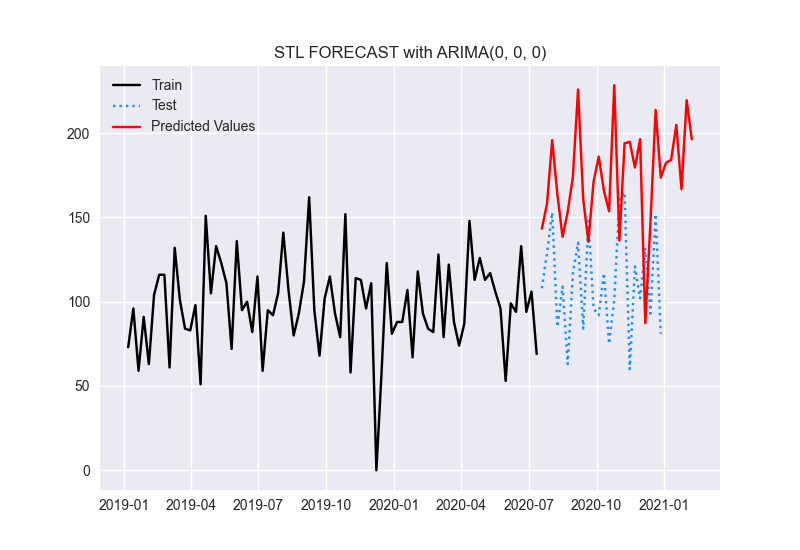 STL FORECAST with ARIMA(0, 0, 0)
Train
Test
Predicted Values
200
150
100
50
0
2019-01 2019-04 2019-07 2019-10 2020-01 2020-04 2020-07 2020-10 2021-01